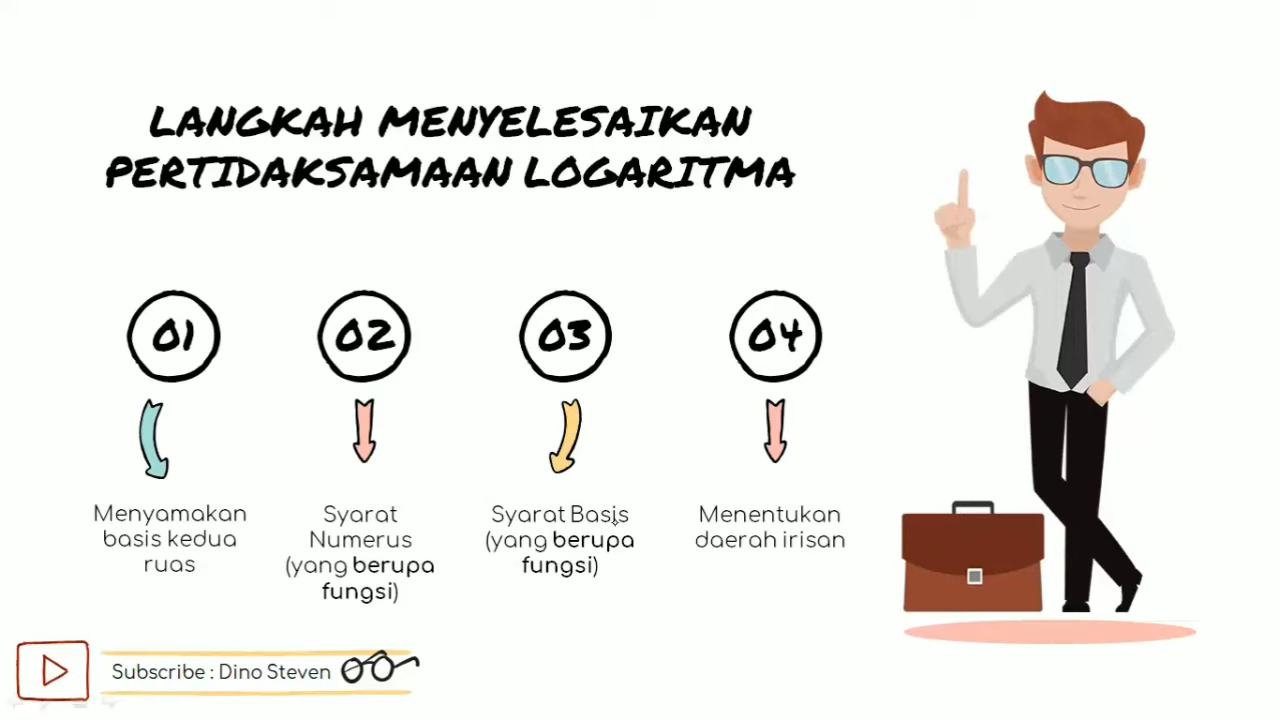 LANGKAH MENYELESAIKAN
PERTIDAKSAMAAN LOGARITMA
01
02
03
04
Menyamakan
basis kedua
ruas
Syarat
Numerus
(yang berupa
fungsi)
Syarat Basis
(yang berupa
fungsi)
Menentukan
daerah irisan
Subscribe : Dino Steven